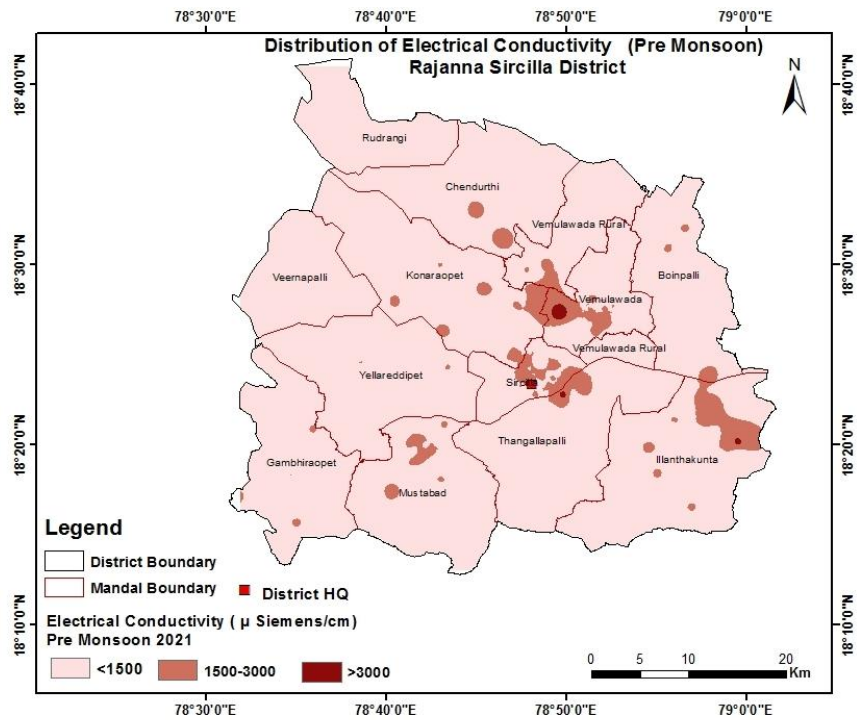 78°30'0"E 78°40'0"E 78°50'0"E 79°0'0"E
Distribution of Electrical Conductivity (Pre Monsoon)
Rajanna Sircilla District
N
18°40'0"N 18°40'0"N
Rudrangi
Chendurthi
Vemulawada Rural
18°30'0"N 18°30'0"N
Veernapalli
Konaraopet
Boinpalli
Vemulawada
Vemulawada Rural
Yellareddipet
Sircilla
18°20'0"N 18°20'0"N
Thangallapalli
Gambhiraopet
Illanthakunta
Mustabad
Legend
District Boundary
Mandal Boundary
District HQ
18°10'0"N 18°10'0"N
Electrical Conductivity ( µ Siemens/cm)
Pre Monsoon 2021
<1500 1500-3000 >3000
0 5 10 20
Km
78°30'0"E 78°40'0"E 78°50'0"E 79°0'0"E